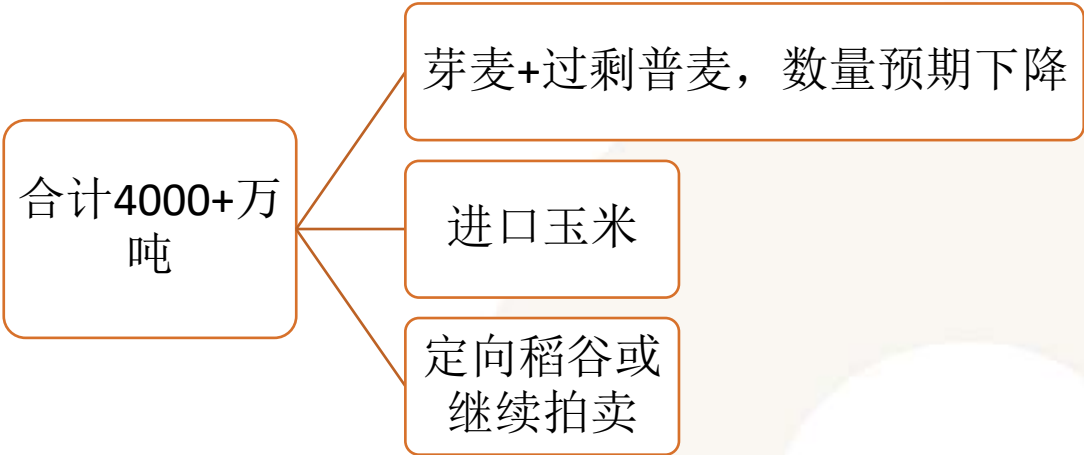 芽麦+过剩普麦，数量预期下降
合计4000+万
吨
进口玉米
定向稻谷或
继续拍卖